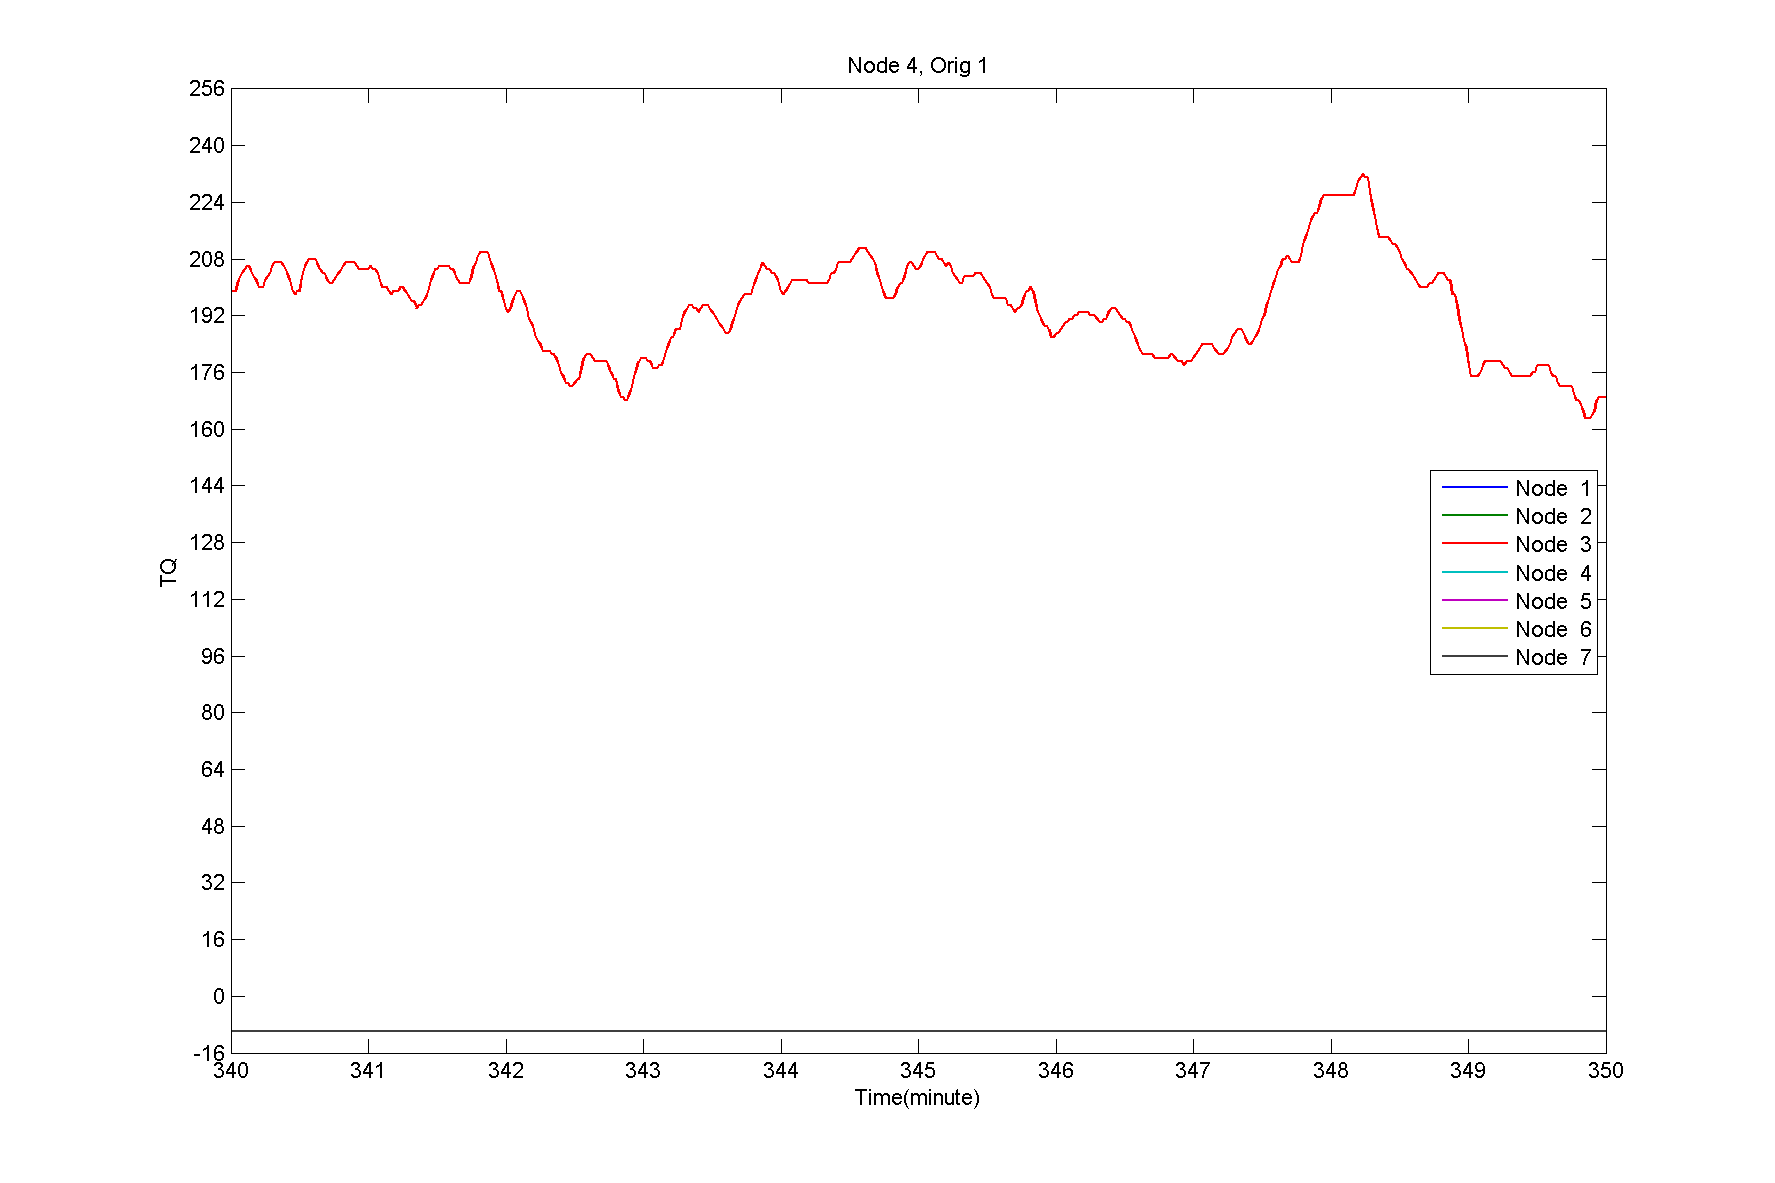 Node 4, Orig 1
256
240
224
208
192
176
160
144
128
112
96
80
64
48
32
16
0
-16
TQ
Node 1
Node 2
Node 3
Node 4
Node 5
Node 6
Node 7
340 341 342 343 344 345 346 347 348 349 350
Time(minute)